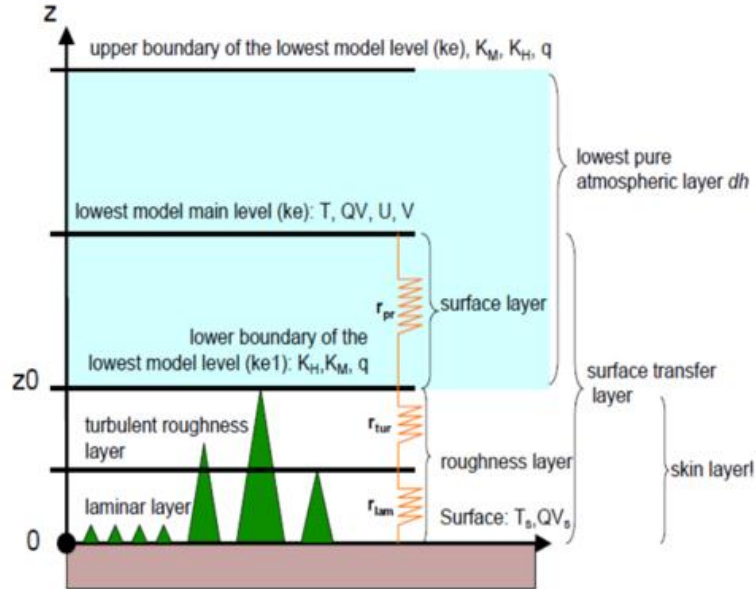 z
upper boundary of the lowest model level (ke), K_M, K_H, q
lowest pure
atmospheric layer dh
lowest model main level (ke): T, QV, U, V
r_pr
surface layer
lower boundary of the
lowest model level (ke1): K_H,K_M, q
z0
surface transfer
layer
turbulent roughness
layer
r_tur
roughness layer
skin layer!
laminar layer
r_lam
Surface: T_s,QV_s
0